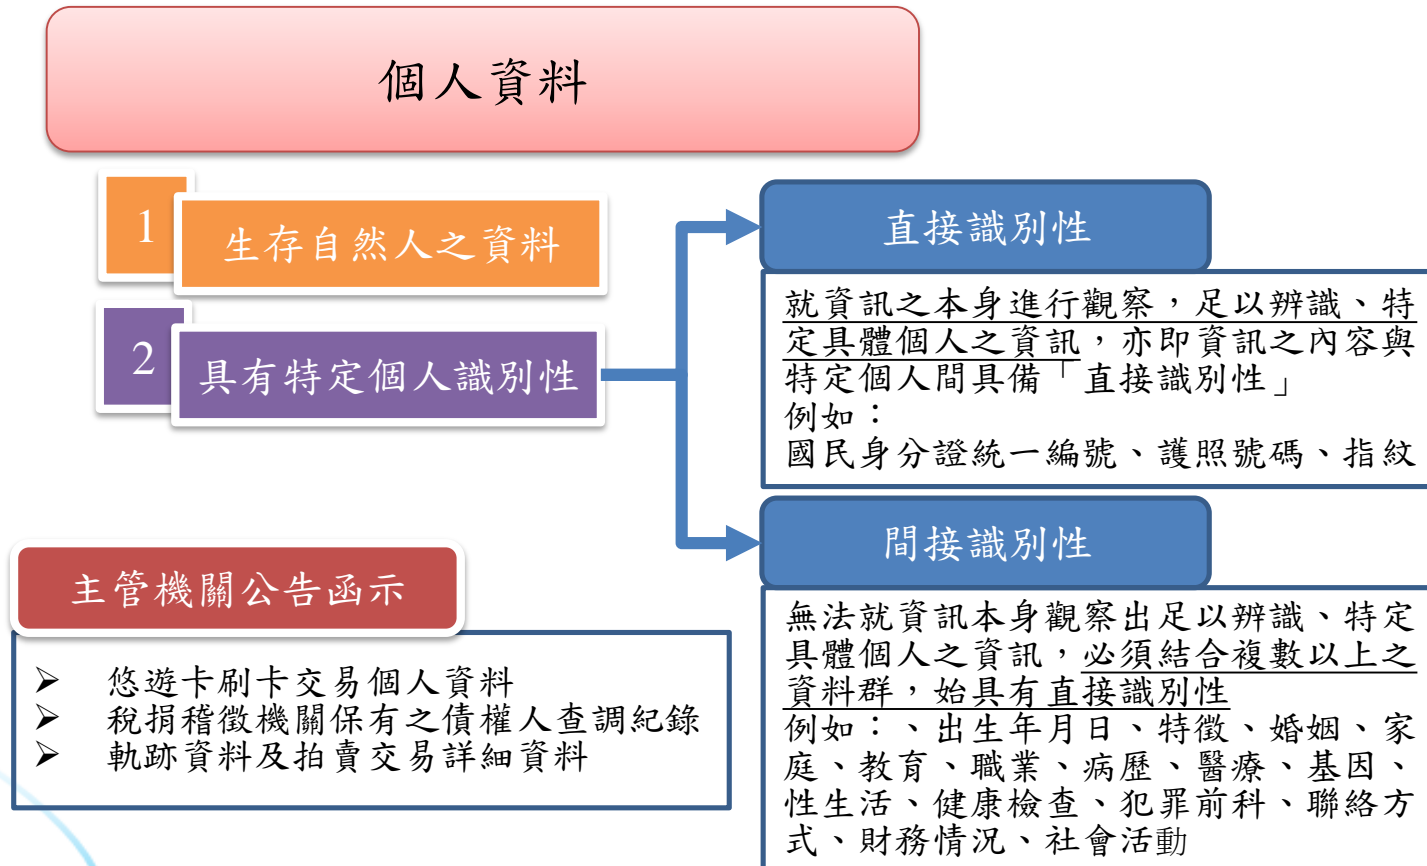 個人資料
1
生存自然人之資料
2
具有特定個人識別性
直接識別性
就資訊之本身進行觀察，足以辨識、特
定具體個人之資訊，亦即資訊之內容與
特定個人間具備「直接識別性」
例如：
國民身分證統一編號、護照號碼、指紋
間接識別性
無法就資訊本身觀察出足以辨識、特定
具體個人之資訊，必須結合複數以上之
資料群，始具有直接識別性
例如：、出生年月日、特徵、婚姻、家
庭、教育、職業、病歷、醫療、基因、
性生活、健康檢查、犯罪前科、聯絡方
式、財務情況、社會活動
主管機關公告函示
➢ 悠遊卡刷卡交易個人資料
➢ 稅捐稽徵機關保有之債權人查調紀錄
➢ 軌跡資料及拍賣交易詳細資料